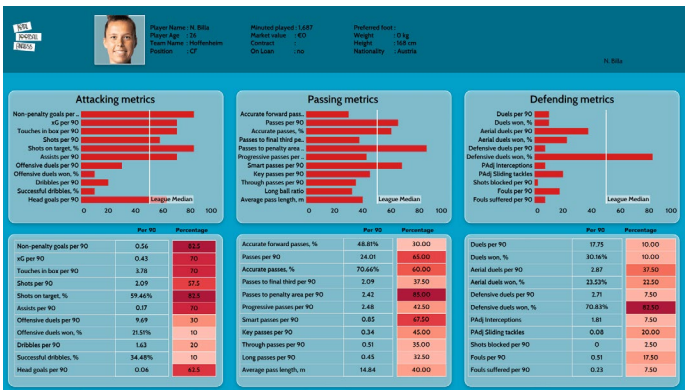 Player Name : N. Billa
Player Age : 26
Team Name : Hoffenheim
Position : CF
Minuted played : 1,687
Market value : €0
Contract :
On Loan : no
Preferred foot :
Weight : 0 kg
Height : 168 cm
Nationality : Austria
N. Billa
Attacking metrics
Non-penalty goals per ..
xG per 90
Touches in box per 90
Shots per 90
Shots on target, %
Assists per 90
Offensive duels per 90
Offensive duels won, %
Dribbles per 90
Successful dribbles, %
Head goals per 90
League Median
0 20 40 60 80 100
Passing metrics
Accurate forward pass..
Passes per 90
Accurate passes, %
Passes to final third pe..
Passes to penalty area ..
Progressive passes per ..
Smart passes per 90
Key passes per 90
Through passes per 90
Long ball ratio
Average pass length, m
League Median
0 20 40 60 80 100
Defending metrics
Duels per 90
Duels won, %
Aerial duels per 90
Aerial duels won, %
Defensive duels per 90
Defensive duels won, %
PAdj Interceptions
PAdj Sliding tackles
Shots blocked per 90
Fouls per 90
Fouls suffered per 90
League Median
0 20 40 60 80 100
Per 90 Percentage
Non-penalty goals per 90 0.56 82.5
xG per 90 0.43 70
Touches in box per 90 3.78 70
Shots per 90 2.09 57.5
Shots on target, % 59.46% 82.5
Assists per 90 0.17 70
Offensive duels per 90 9.69 30
Offensive duels won, % 21.51% 10
Dribbles per 90 1.63 20
Successful dribbles, % 34.48% 10
Head goals per 90 0.06 62.5
Per 90 Percentage
Accurate forward passes, % 48.81% 30.00
Passes per 90 24.01 65.00
Accurate passes, % 70.66% 60.00
Passes to final third per 90 2.09 37.50
Passes to penalty area per 90 2.42 85.00
Progressive passes per 90 2.48 42.50
Smart passes per 90 0.85 67.50
Key passes per 90 0.34 45.00
Through passes per 90 0.51 35.00
Long passes per 90 0.45 32.50
Average pass length, m 14.84 40.00
Per 90 Percentage
Duels per 90 17.75 10.00
Duels won, % 30.16% 10.00
Aerial duels per 90 2.87 37.50
Aerial duels won, % 23.53% 22.50
Defensive duels per 90 2.71 7.50
Defensive duels won, % 70.83% 82.50
PAdj Interceptions 1.81 7.50
PAdj Sliding tackles 0.08 20.00
Shots blocked per 90 0 2.50
Fouls per 90 0.51 17.50
Fouls suffered per 90 0.23 7.50